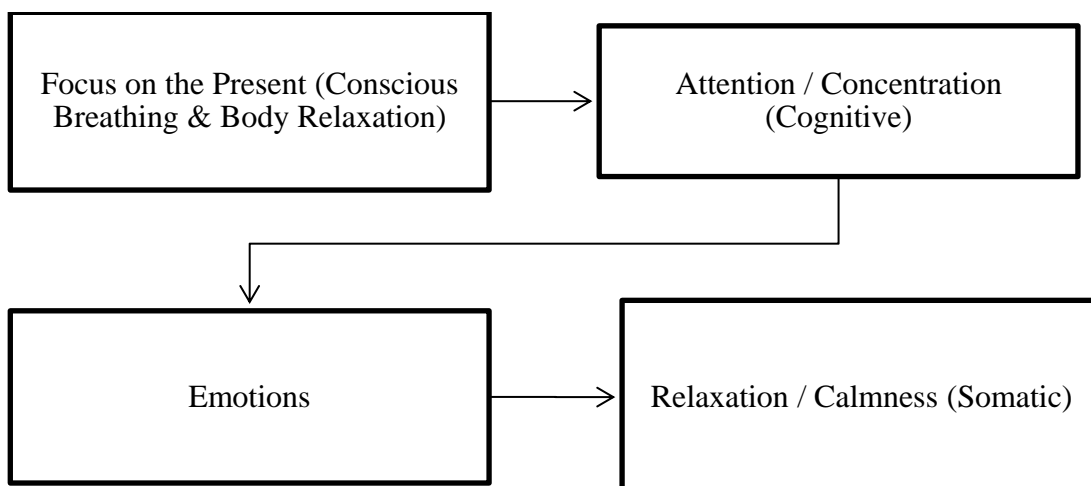 Focus on the Present (Conscious
Breathing & Body Relaxation)
Attention / Concentration
(Cognitive)
Emotions
Relaxation / Calmness (Somatic)